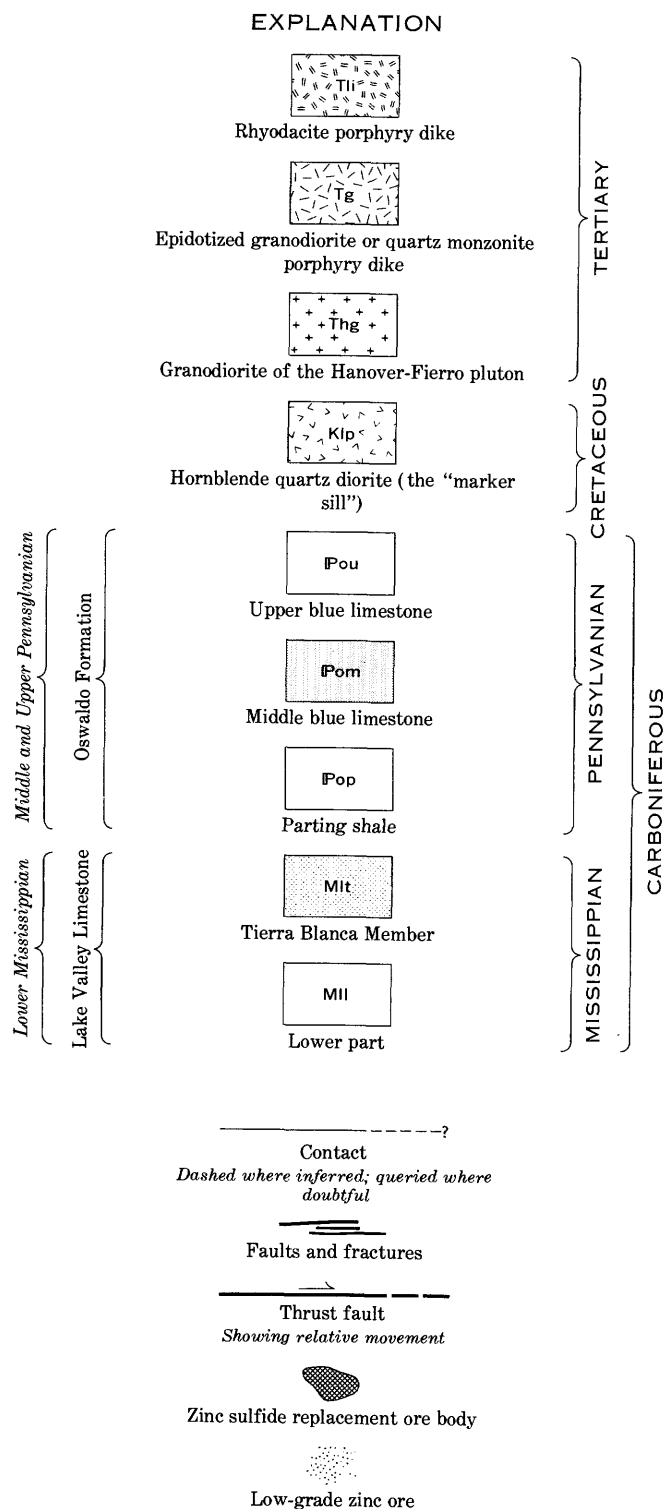 EXPLANATION
Tli
Rhyodacite porphyry dike
Tg
Epidotized granodiorite or quartz monzonite
porphyry dike
Thg
Granodiorite of the Hanover-Fierro pluton
TERTIARY
Klp
Hornblende quartz diorite (the “marker
sill”)
CRETACEOUS
Middle and Upper Pennsylvanian
Oswaldo Formation
ℙou
Upper blue limestone
ℙom
Middle blue limestone
ℙop
Parting shale
PENNSYLVANIAN
Lower Mississippian
Lake Valley Limestone
Mlt
Tierra Blanca Member
Mll
Lower part
MISSISSIPPIAN
CARBONIFEROUS
?
Contact
Dashed where inferred; queried where
doubtful
Faults and fractures
Thrust fault
Showing relative movement
Zinc sulfide replacement ore body
Low-grade zinc ore